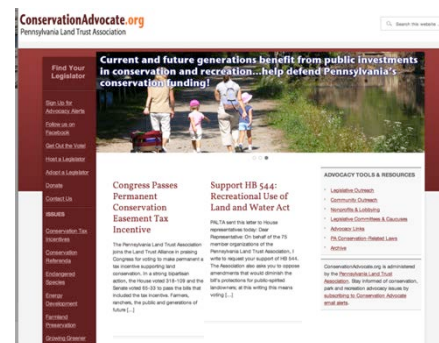 ConservationAdvocate.org
Pennsylvania Land Trust Association
Search this website
Find Your
Legislator
Sign Up for
Advocacy Alerts
Follow us on
Facebook
Get Out the Vote!
Host a Legislator
Adopt a Legislator
Donate
Contact Us
ISSUES
Conservation Tax
Incentives
Conservation
Referenda
Endangered
Species
Energy
Development
Farmland
Preservation
Growing Greener
Current and future generations benefit from public investments
in conservation and recreation...help defend Pennsylvania's
conservation funding!
Congress Passes
Permanent
Conservation
Easement Tax
Incentive
The Pennsylvania Land Trust Association
joins the Land Trust Alliance in praising
Congress for voting to make permanent a
tax incentive supporting land
conservation. In a strong bipartisan
action, the House voted 318-109 and the
Senate voted 65-33 to pass the bills that
included the tax incentive. Farmers,
ranchers, the public and generations of
future [...]
Support HB 544:
Recreational Use of
Land and Water Act
PALTA sent this letter to House
representatives today: Dear
Representative: On behalf of the 75
member organizations of the
Pennsylvania Land Trust Association, I
write to request your support of HB 544.
The Association also asks you to oppose
amendments that would diminish the
bill's protections for public-spirited
landowners; at this writing this means
voting [...]
ADVOCACY TOOLS & RESOURCES
Legislative Outreach
Community Outreach
Nonprofits & Lobbying
Legislative Committees & Caucuses
Advocacy Links
PA Conservation-Related Laws
Archive
ConservationAdvocate.org is administered
by the Pennsylvania Land Trust
Association. Stay informed of conservation,
park and recreation advocacy issues by
subscribing to Conservation Advocate
email alerts.